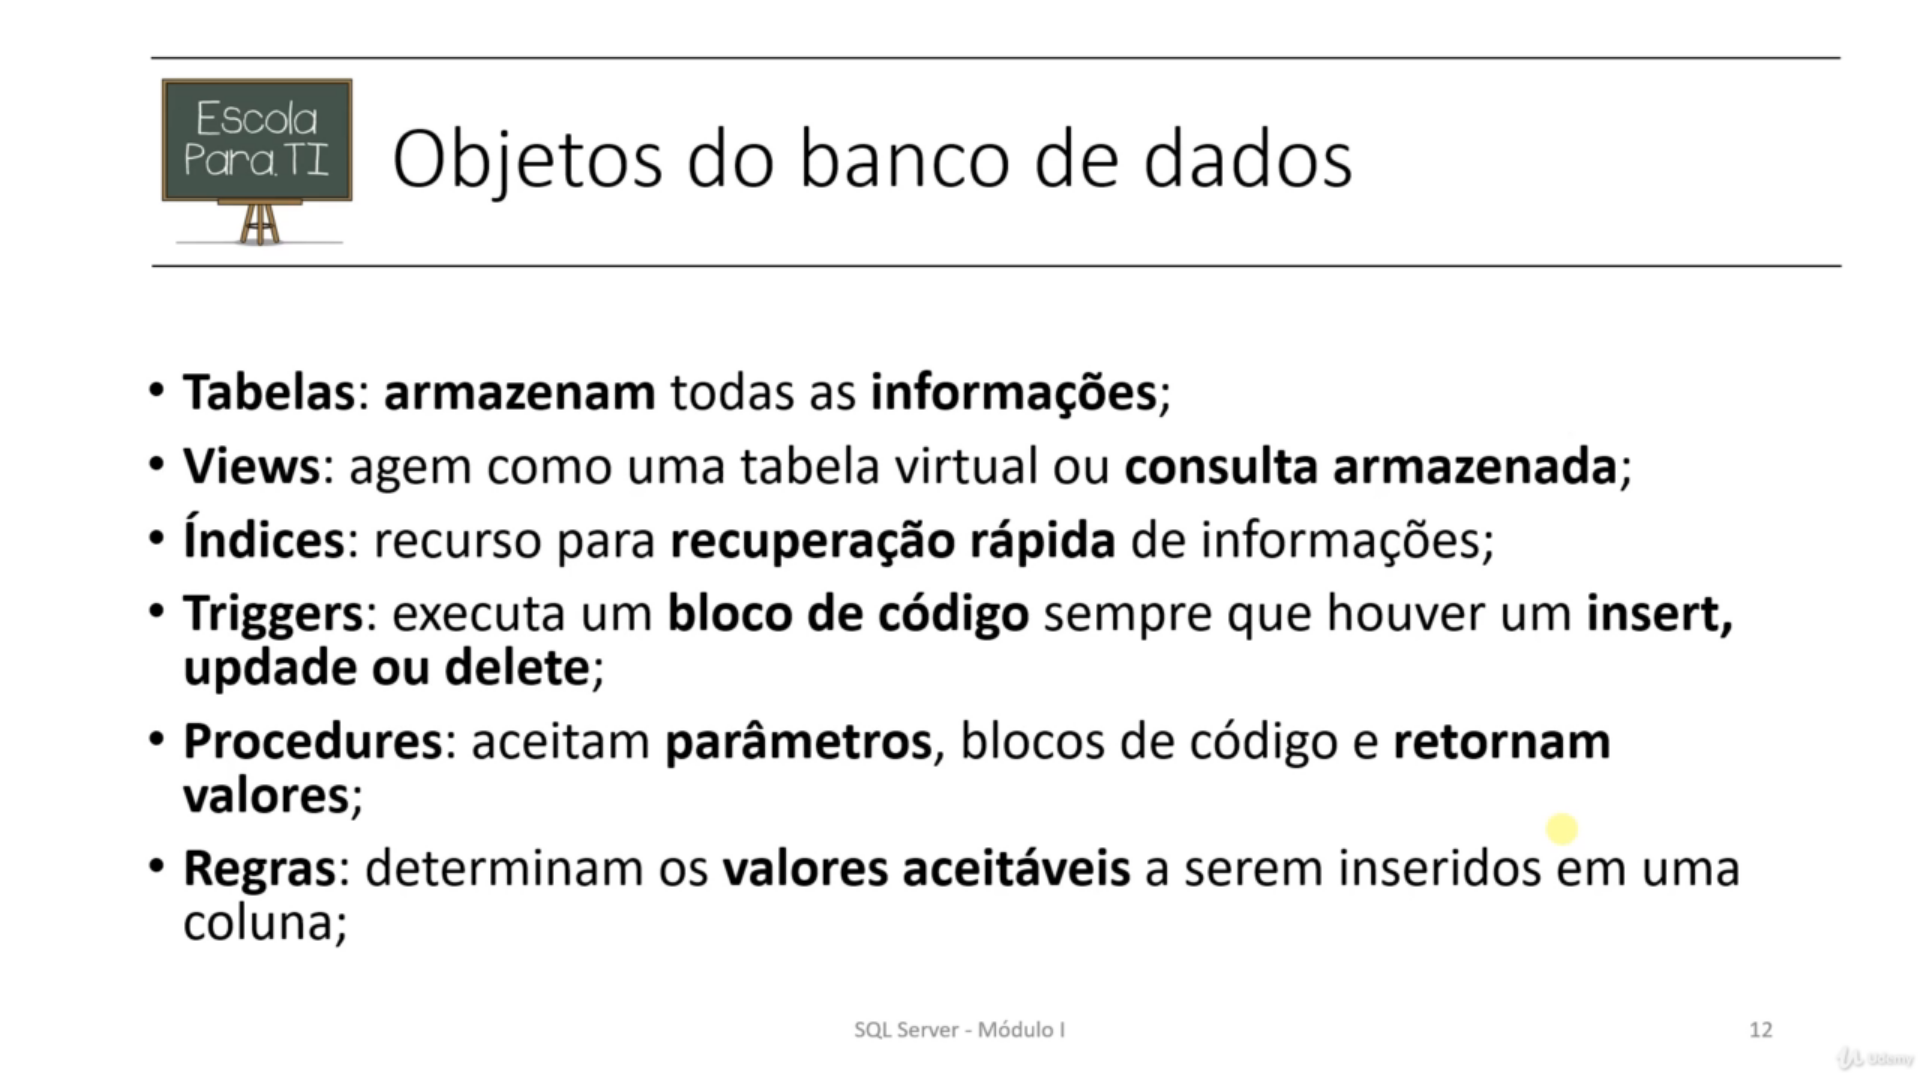 Escola
Para.TI
Objetos do banco de dados
• Tabelas: armazenam todas as informações;
• Views: agem como uma tabela virtual ou consulta armazenada;
• Índices: recurso para recuperação rápida de informações;
• Triggers: executa um bloco de código sempre que houver um insert,
updade ou delete;
• Procedures: aceitam parâmetros, blocos de código e retornam
valores;
• Regras: determinam os valores aceitáveis a serem inseridos em uma
coluna;
SQL Server - Módulo I
12
Udemy